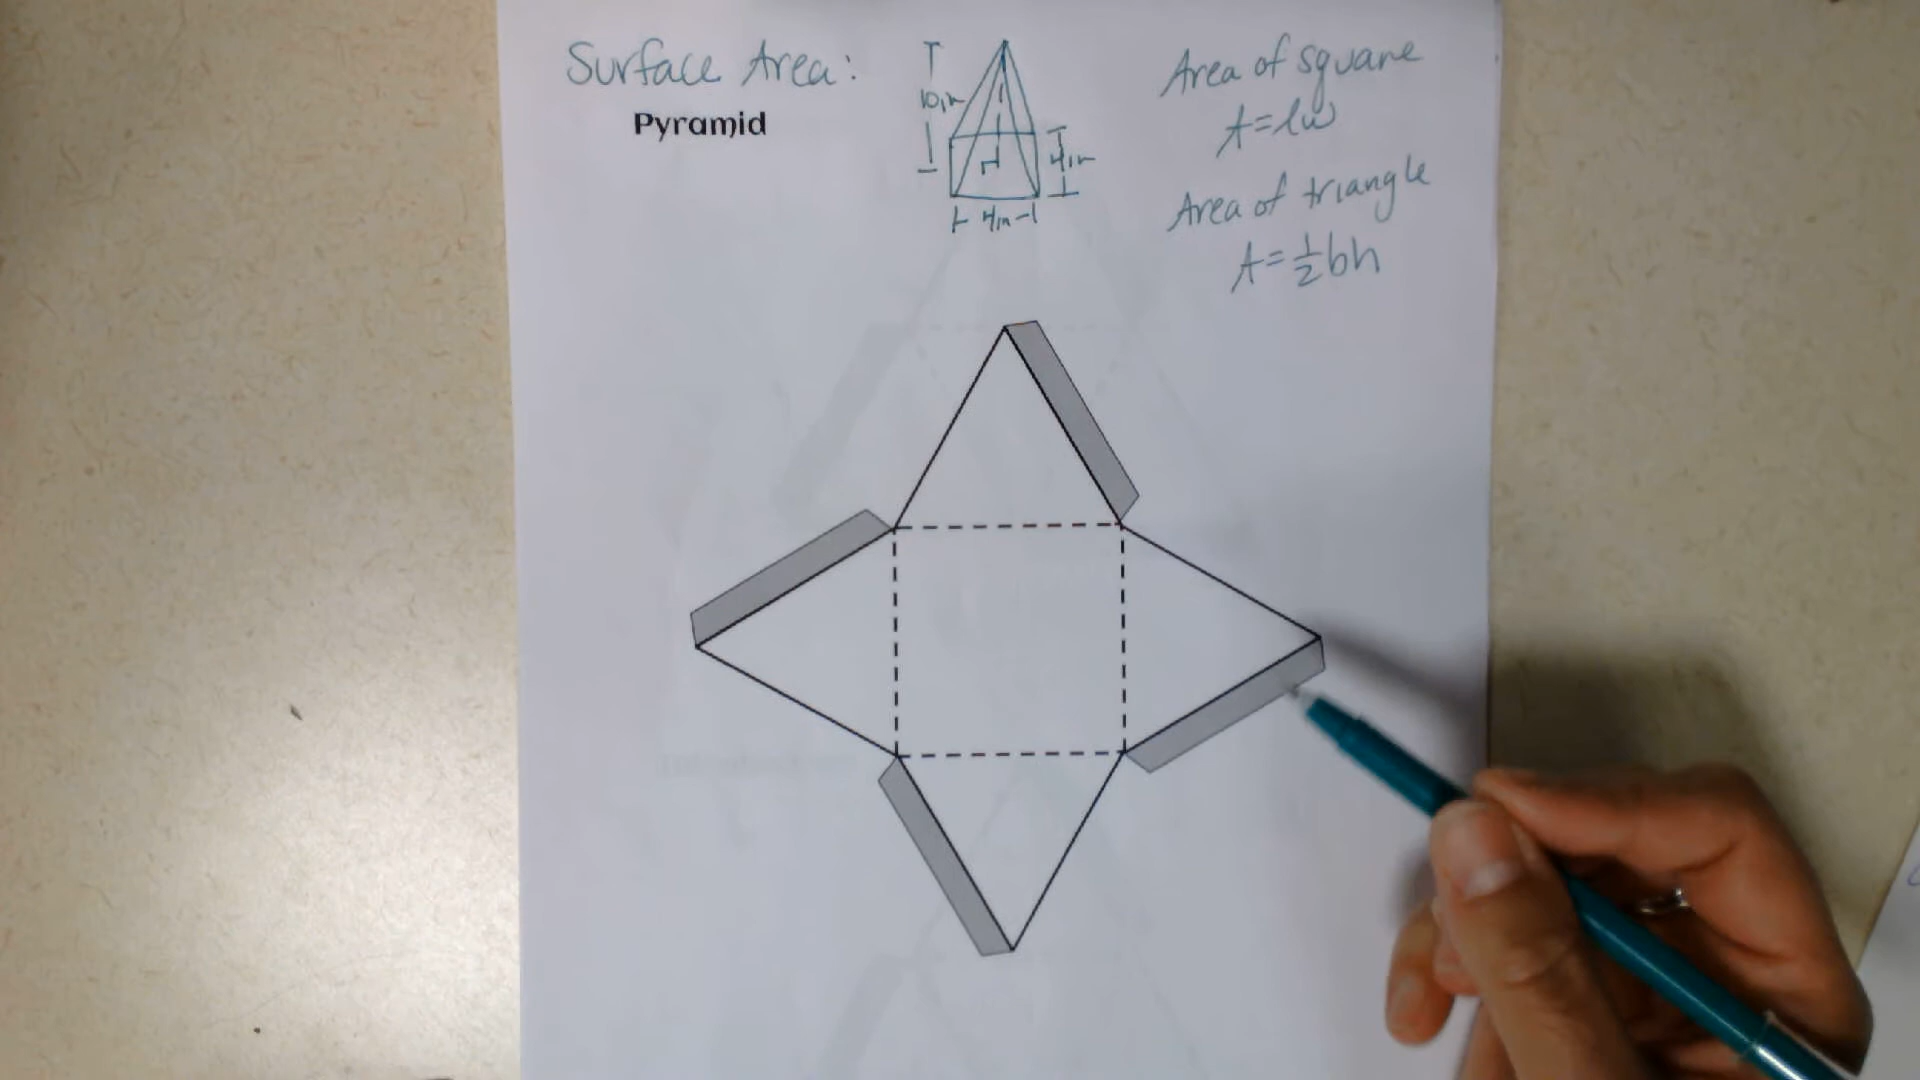 Surface Area:
Pyramid
10in
4in
4in
Area of square
A=lw
Area of triangle
A=½bh